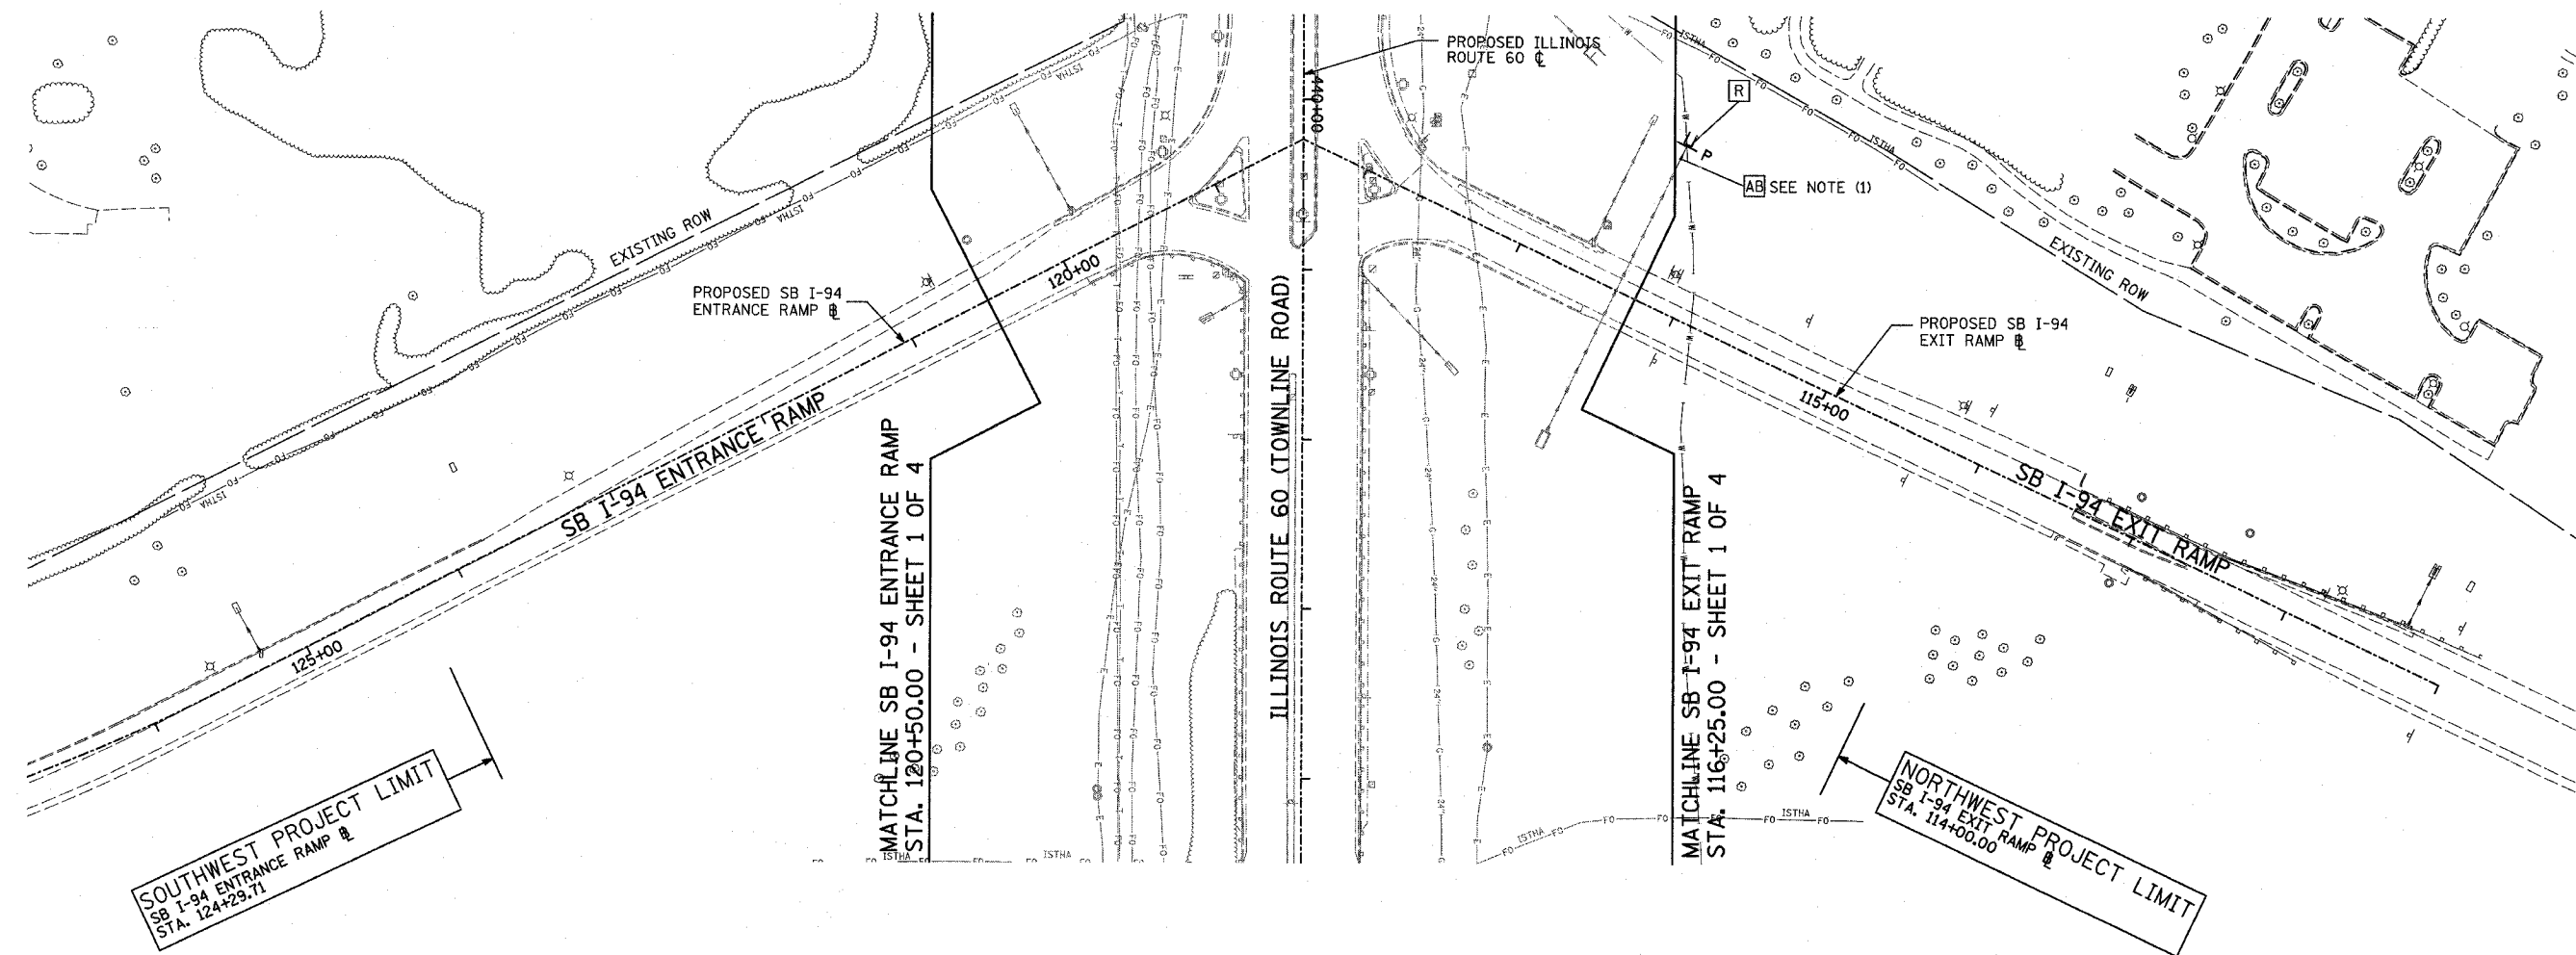 PROPOSED ILLINOIS
ROUTE 60 ℄
440+00
R
AB SEE NOTE (1)
P
EXISTING ROW
EXISTING ROW
PROPOSED SB I-94
ENTRANCE RAMP
120+00
PROPOSED SB I-94
EXIT RAMP
115+00
SB I-94 ENTRANCE RAMP
SB I-94 EXIT RAMP
125+00
ILLINOIS ROUTE 60 (TOWNLINE ROAD)
MATCHLINE SB I-94 ENTRANCE RAMP
STA. 120+50.00 - SHEET 1 OF 4
MATCHLINE SB I-94 EXIT RAMP
STA. 116+25.00 - SHEET 1 OF 4
SOUTHWEST PROJECT LIMIT
SB I-94 ENTRANCE RAMP
STA. 124+29.71
NORTHWEST PROJECT LIMIT
SB I-94 EXIT RAMP
STA. 114+00.00
ISTHA
ISTHA
ISTHA
ISTHA
ISTHA
ISTHA
ISTHA
ISTHA
ISTHA